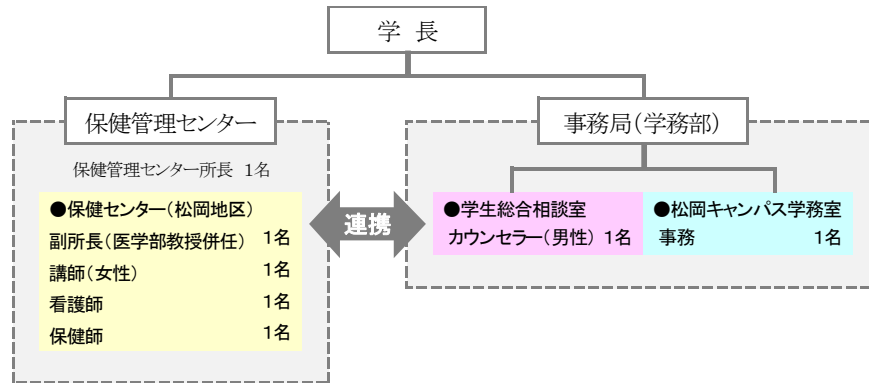 学 長
保健管理センター
保健管理センター所長 1名
●保健センター(松岡地区)
副所長(医学部教授併任) 1名
講師(女性) 1名
看護師 1名
保健師 1名
連携
事務局(学務部)
●学生総合相談室
カウンセラー(男性) 1名
●松岡キャンパス学務室
事務 1名